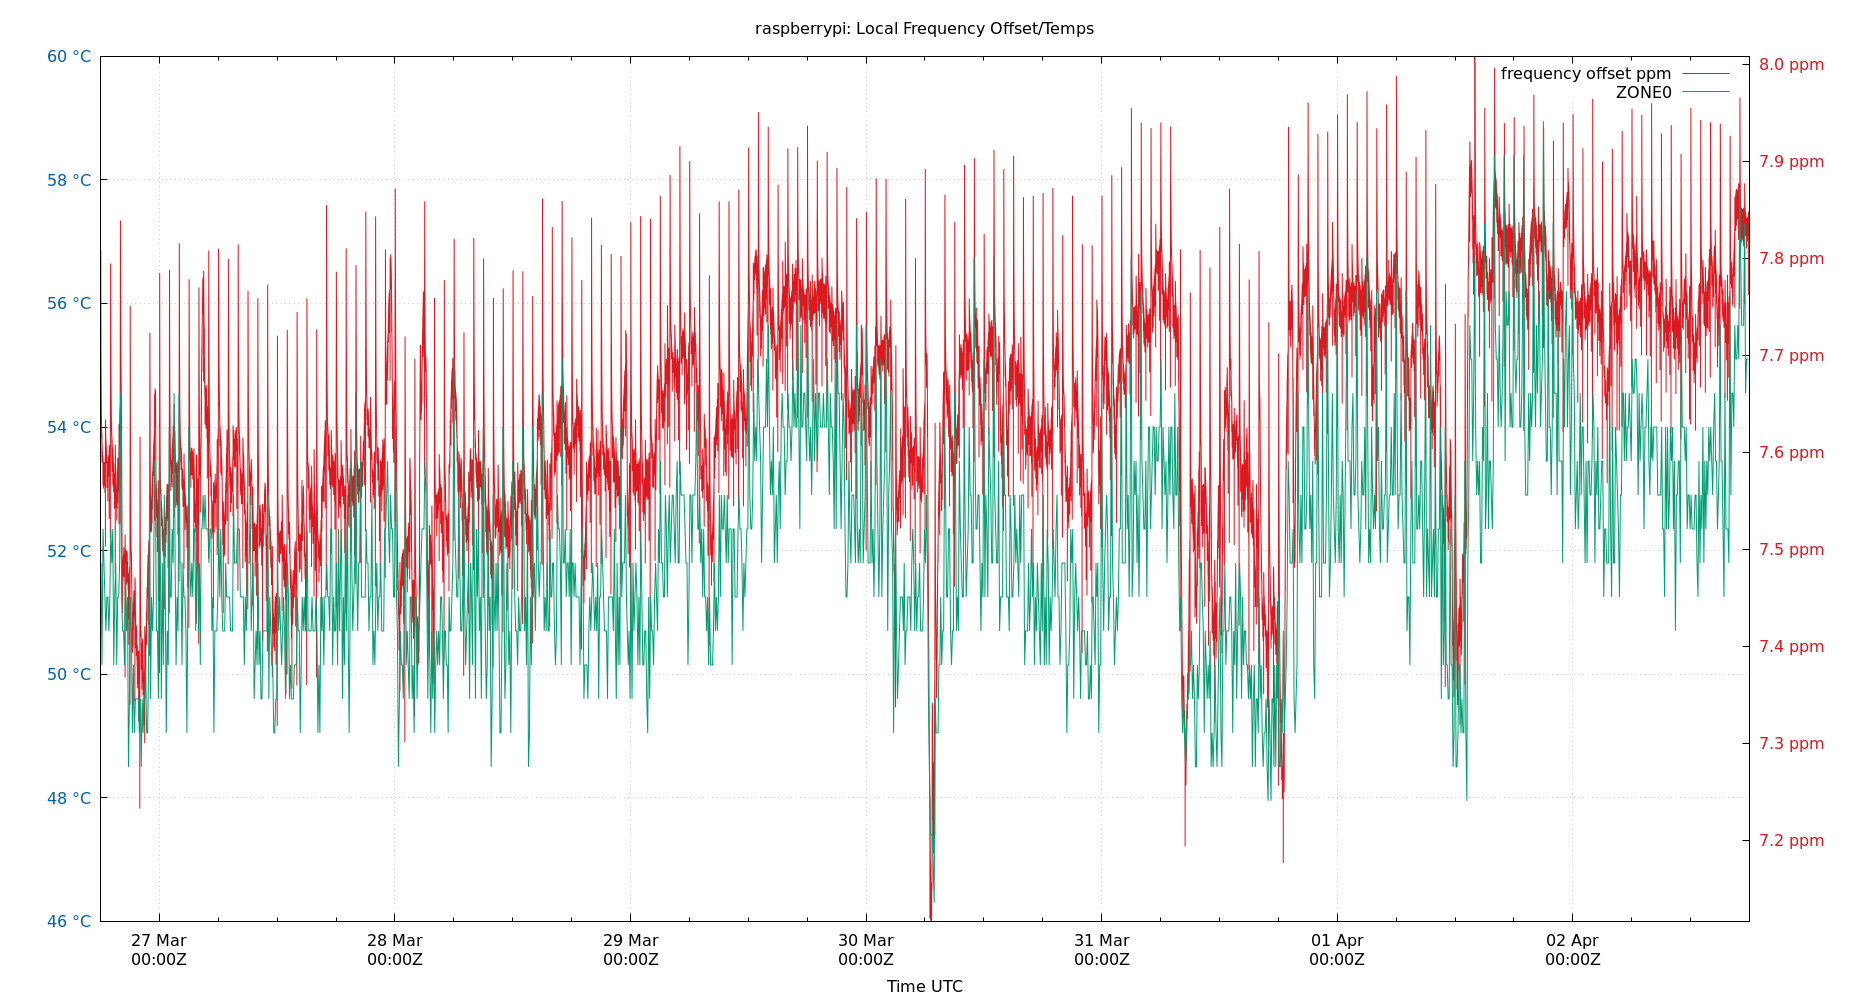 raspberrypi: Local Frequency Offset/Temps
60 °C
58 °C
56 °C
54 °C
52 °C
50 °C
48 °C
46 °C
frequency offset ppm
ZONE0
8.0 ppm
7.9 ppm
7.8 ppm
7.7 ppm
7.6 ppm
7.5 ppm
7.4 ppm
7.3 ppm
7.2 ppm
27 Mar
00:00Z
28 Mar
00:00Z
29 Mar
00:00Z
30 Mar
00:00Z
31 Mar
00:00Z
01 Apr
00:00Z
02 Apr
00:00Z
Time UTC